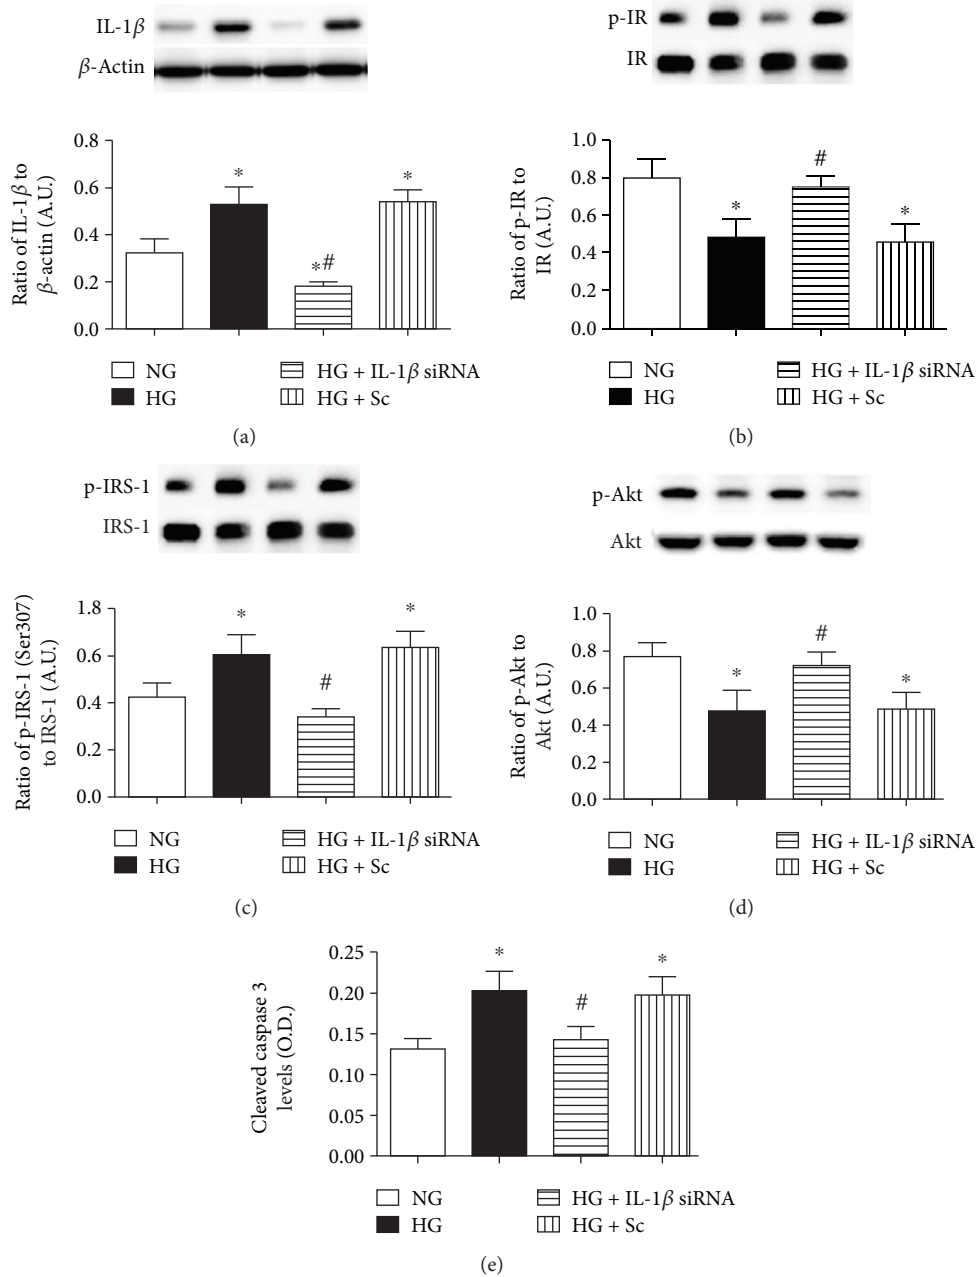 IL-1β
β-Actin
0.8
0.6
0.4
0.2
0.0
Ratio of IL-1β to
β-actin (A.U.)
*
*#
*
NG
HG + IL-1β siRNA
HG
HG + Sc
(a)
p-IR
IR
1.0
0.8
0.6
0.4
0.2
0.0
Ratio of p-IR to
IR (A.U.)
*
#
*
NG
HG + IL-1β siRNA
HG
HG + Sc
(b)
p-IRS-1
IRS-1
1.8
0.6
0.4
0.2
0.0
Ratio of p-IRS-1 (Ser307)
to IRS-1 (A.U.)
*
#
*
NG
HG + IL-1β siRNA
HG
HG + Sc
(c)
p-Akt
Akt
1.0
0.8
0.6
0.4
0.2
0.0
Ratio of p-Akt to
Akt (A.U.)
*
#
*
NG
HG + IL-1β siRNA
HG
HG + Sc
(d)
0.25
0.20
0.15
0.10
0.05
0.00
Cleaved caspase 3
levels (O.D.)
*
#
*
NG
HG + IL-1β siRNA
HG
HG + Sc
(e)